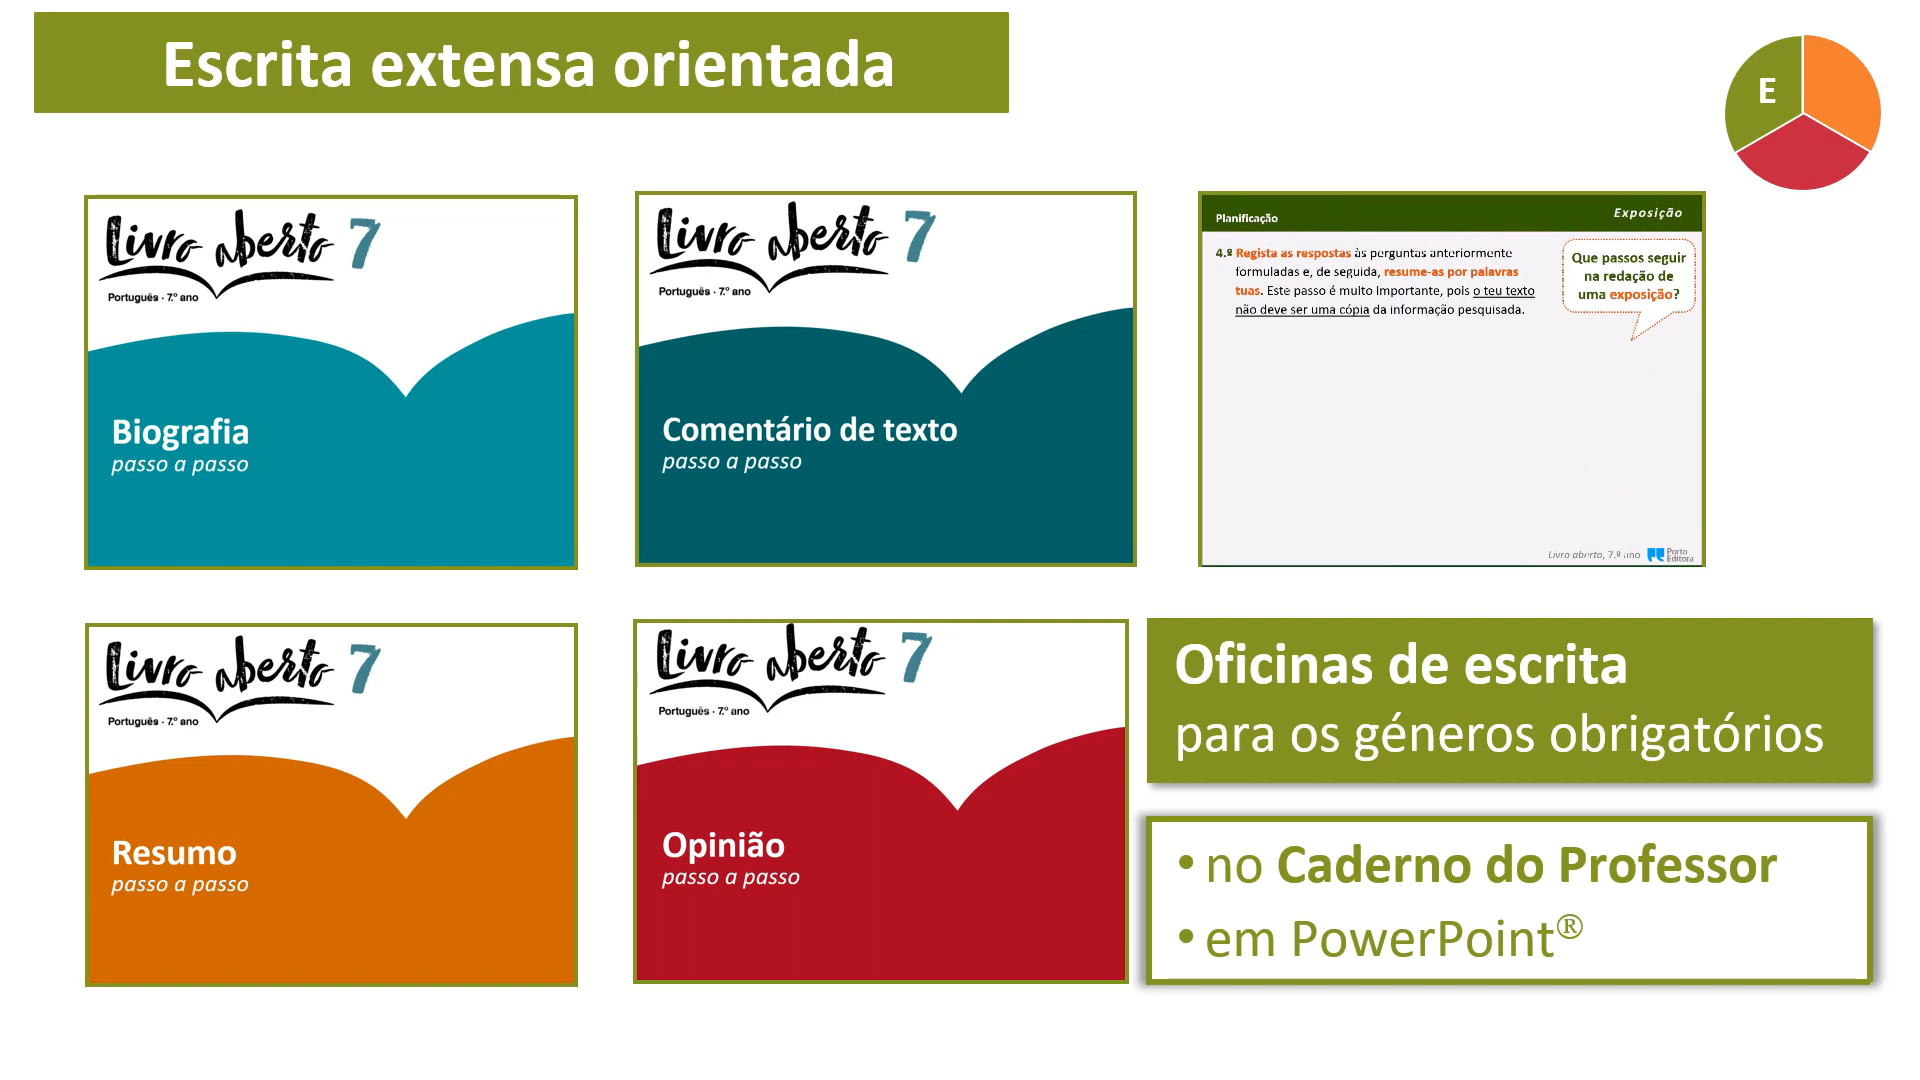 Escrita extensa orientada
E
Livro aberto 7
Português · 7.º ano
Biografia
passo a passo
Livro aberto 7
Português · 7.º ano
Comentário de texto
passo a passo
Planificação
Exposição
4.º Regista as respostas às perguntas anteriormente
formuladas e, de seguida, resume-as por palavras
tuas. Este passo é muito importante, pois o teu texto
não deve ser uma cópia da informação pesquisada.
Que passos seguir
na redação de
uma exposição?
Livro aberto, 7.º ano
Porto
Editora
Livro aberto 7
Português · 7.º ano
Resumo
passo a passo
Livro aberto 7
Português · 7.º ano
Opinião
passo a passo
Oficinas de escrita
para os géneros obrigatórios
• no Caderno do Professor
• em PowerPoint®